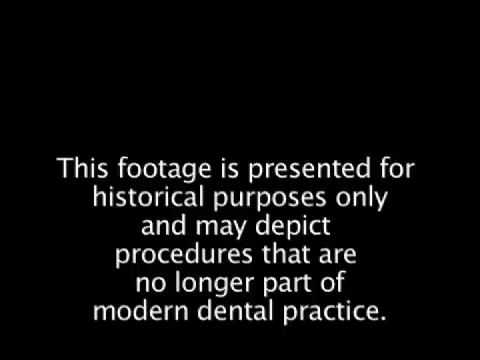 This footage is presented for
historical purposes only
and may depict
procedures that are
no longer part of
modern dental practice.